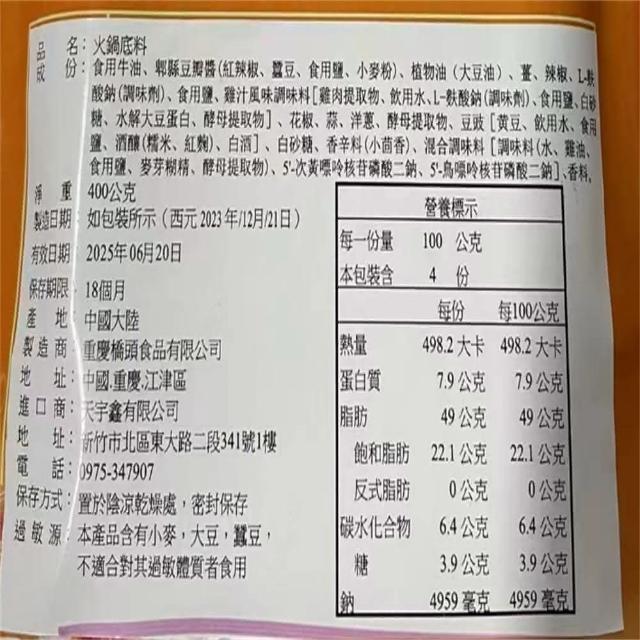 品名：火鍋底料
成份：食用牛油、郫縣豆瓣醬(紅辣椒、蠶豆、食用鹽、小麥粉)、植物油（大豆油）、薑、辣椒、L-麩
酸鈉(調味劑)、食用鹽、雞汁風味調味料[雞肉提取物、飲用水、L-麩酸鈉(調味劑)、食用鹽、白砂
糖、水解大豆蛋白、酵母提取物]、花椒、蒜、洋蔥、酵母提取物、豆豉[黃豆、飲用水、食用
鹽、酒釀(糯米、紅麴)、白酒]、白砂糖、香辛料(小茴香)、混合調味料[調味料(水、雞油、
食用鹽、麥芽糊精、酵母提取物)、5'-次黃嘌呤核苷磷酸二鈉、5'-鳥嘌呤核苷磷酸二鈉]、香料。
淨重：400公克
製造日期：如包裝所示（西元 2023年/12月/21日）
有效日期：2025年06月20日
保存期限：18個月
產地：中國大陸
製造商：重慶橋頭食品有限公司
地址：中國.重慶.江津區
進口商：天宇鑫有限公司
地址：新竹市北區東大路二段341號1樓
電話：0975-347907
保存方式：置於陰涼乾燥處，密封保存
過敏源：本產品含有小麥，大豆，蠶豆，
不適合對其過敏體質者食用
營養標示
每一份量 100 公克
本包裝含 4 份
每份 每100公克
熱量 498.2 大卡 498.2 大卡
蛋白質 7.9 公克 7.9 公克
脂肪 49 公克 49 公克
飽和脂肪 22.1 公克 22.1 公克
反式脂肪 0 公克 0 公克
碳水化合物 6.4 公克 6.4 公克
糖 3.9 公克 3.9 公克
鈉 4959 毫克 4959 毫克